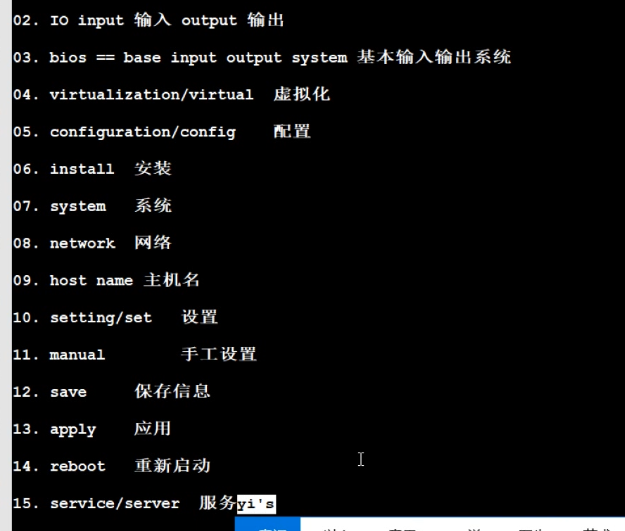 02. IO input 输入 output 输出
03. bios == base input output system 基本输入输出系统
04. virtualization/virtual 虚拟化
05. configuration/config 配置
06. install 安装
07. system 系统
08. network 网络
09. host name 主机名
10. setting/set 设置
11. manual 手工设置
12. save 保存信息
13. apply 应用
14. reboot 重新启动
15. service/server 服务yi's